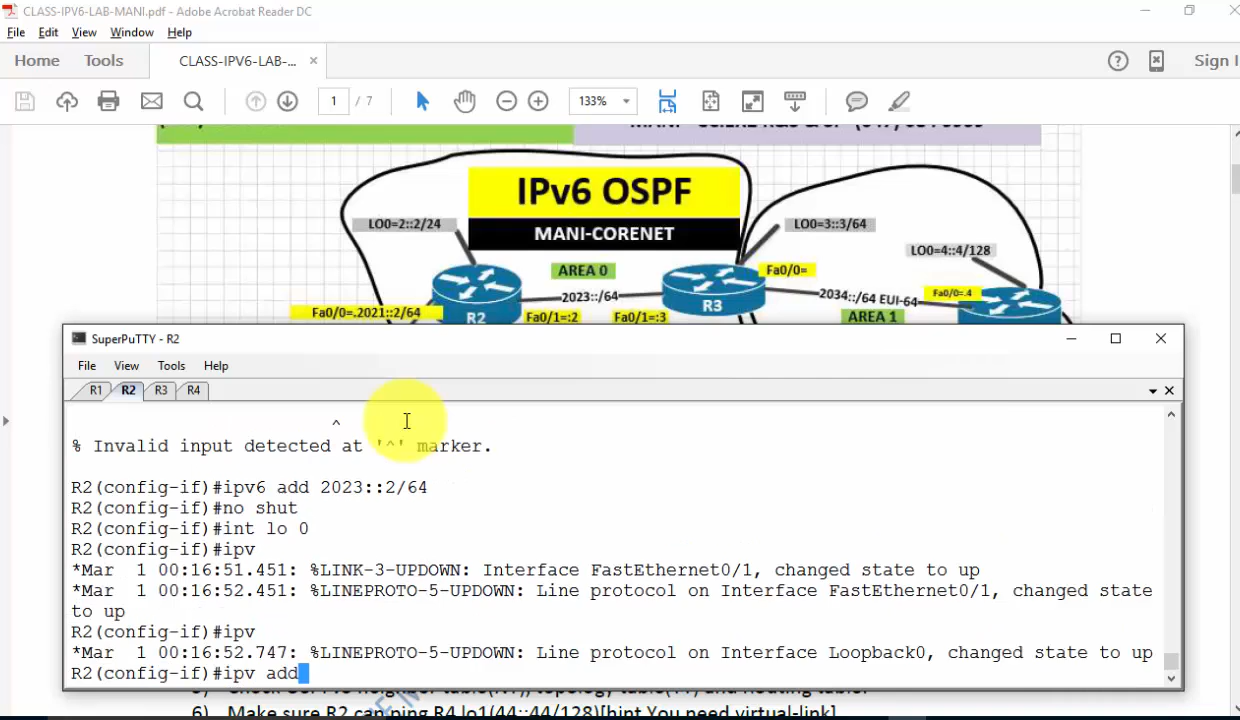 CLASS-IPV6-LAB-MANI.pdf - Adobe Acrobat Reader DC
File Edit View Window Help
Home Tools CLASS-IPV6-LAB-... × ? Sign I
1 / 7 133%
IPv6 OSPF
MANI-CORENET
LO0=2::2/24
LO0=3::3/64
LO0=4::4/128
AREA 0
Fa0/0=
2023::/64
2034::/64 EUI-64
Fa0/0=.4
R3
Fa0/0=.2021::2/64
R2
Fa0/1=:2
Fa0/1=:3
AREA 1
SuperPuTTY - R2
File View Tools Help
R1 R2 R3 R4
^
% Invalid input detected at '^' marker.
R2(config-if)#ipv6 add 2023::2/64
R2(config-if)#no shut
R2(config-if)#int lo 0
R2(config-if)#ipv
*Mar  1 00:16:51.451: %LINK-3-UPDOWN: Interface FastEthernet0/1, changed state to up
*Mar  1 00:16:52.451: %LINEPROTO-5-UPDOWN: Line protocol on Interface FastEthernet0/1, changed state
to up
R2(config-if)#ipv
*Mar  1 00:16:52.747: %LINEPROTO-5-UPDOWN: Line protocol on Interface Loopback0, changed state to up
R2(config-if)#ipv add
6) Make sure R2 can ping R4 lo1(44::44/128)[hint You need virtual-link]